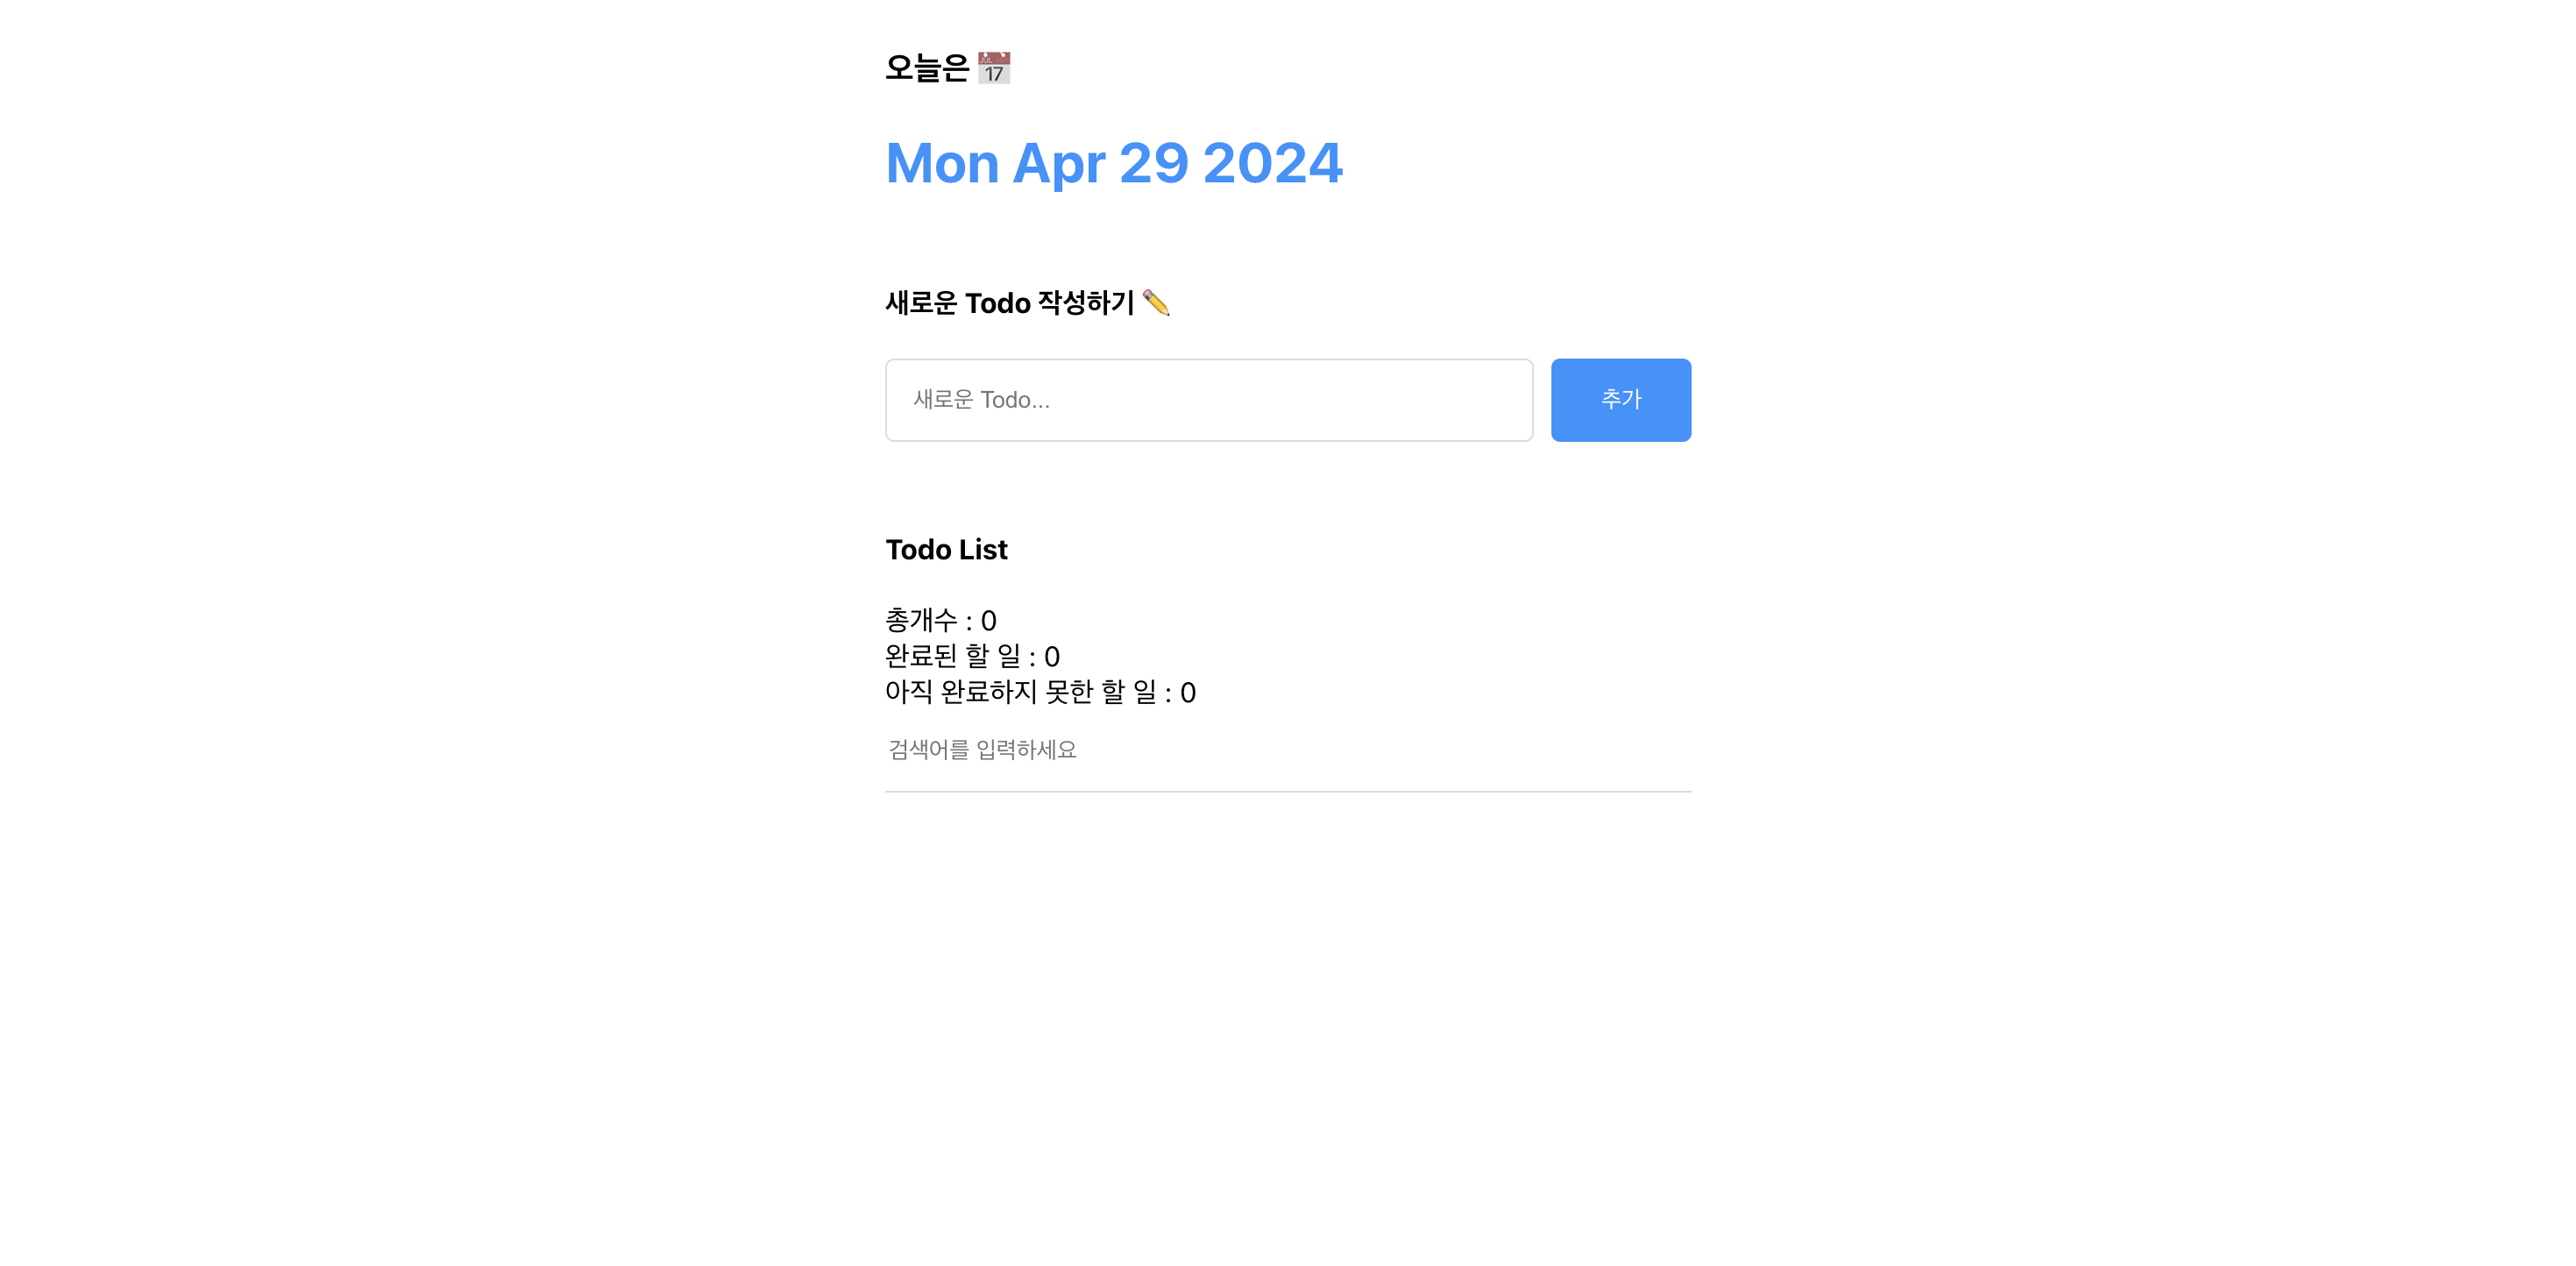 오늘은 📅
Mon Apr 29 2024
새로운 Todo 작성하기 ✏️
새로운 Todo...
추가
Todo List
총개수 : 0
완료된 할 일 : 0
아직 완료하지 못한 할 일 : 0
검색어를 입력하세요